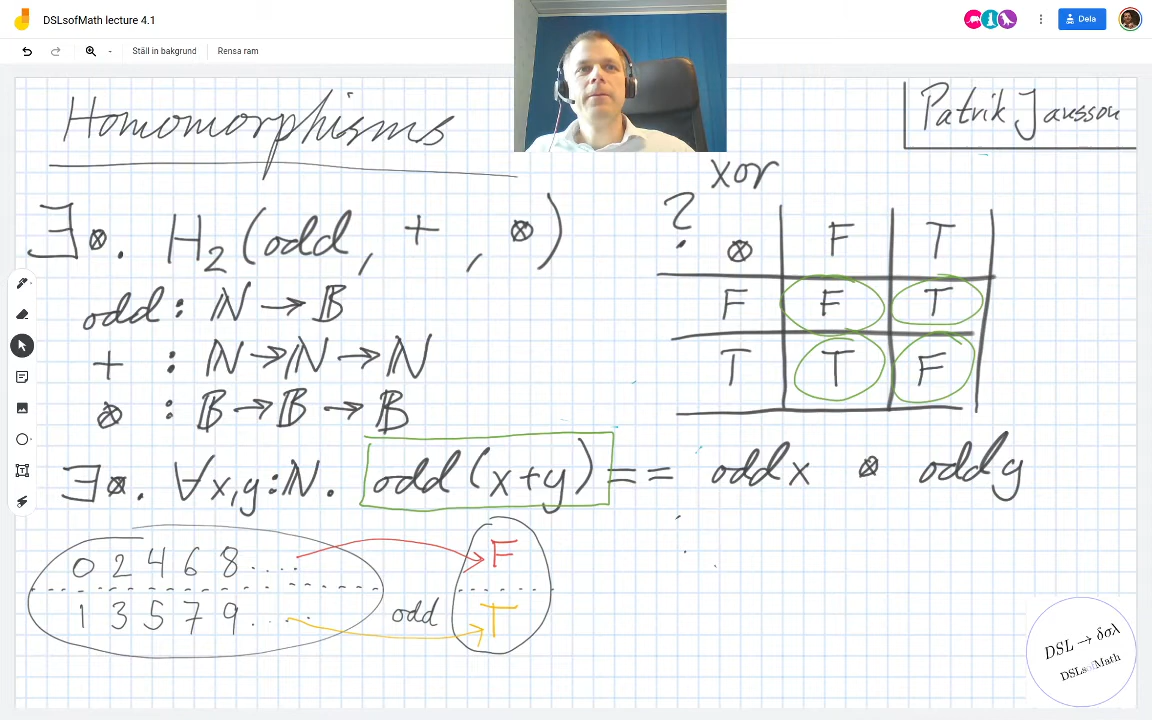 DSLsofMath lecture 4.1
Dela
Ställ in bakgrund
Rensa ram
Homomorphisms
Patrik Jansson
∃⊗. H₂(odd, +, ⊗)
odd : ℕ → 𝔹
+ : ℕ → ℕ → ℕ
⊗ : 𝔹 → 𝔹 → 𝔹
xor
? ⊗ F T
F F T
T T F
∃⊗. ∀x,y:ℕ. odd(x+y) == odd x ⊗ odd y
0 2 4 6 8 ....
1 3 5 7 9 ....
odd
F
T
DSL → δσλ
DSLsofMath